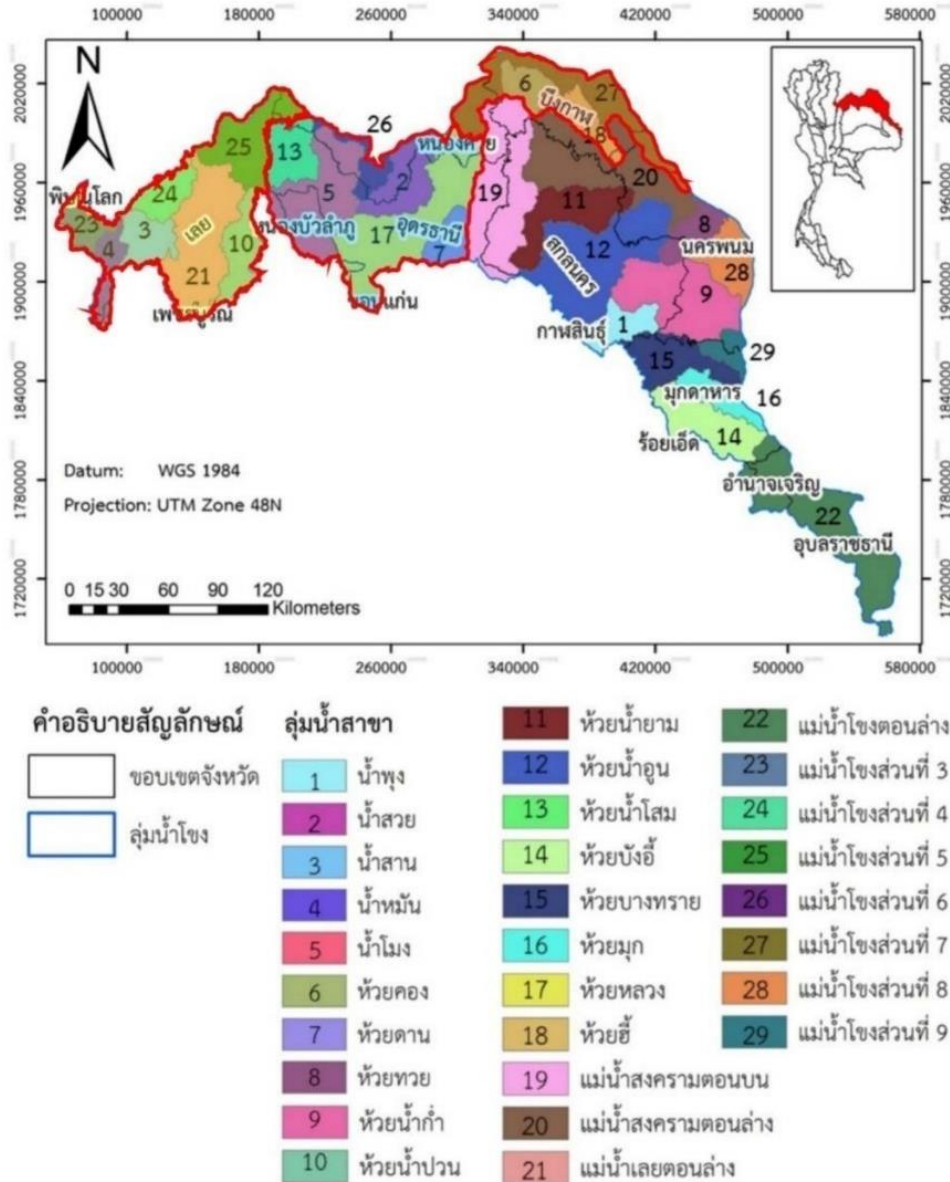 100000 180000 260000 340000 420000 500000 580000
N
2020000 2020000
1960000 1960000
1900000 1900000
1840000 1840000
1780000 1780000
1720000 1720000
26
6
27
บึงกาฬ
18
25
13
หนองคาย
20
24
พิษณุโลก
5
2
19
11
8
23
3
เลย
10
หนองบัวลำภู
17
อุดรธานี
7
12
นครพนม
4
สกลนคร
28
21
9
เพชรบูรณ์
ขอนแก่น
กาฬสินธุ์
1
29
15
มุกดาหาร
16
ร้อยเอ็ด
14
อำนาจเจริญ
22
อุบลราชธานี
Datum: WGS 1984
Projection: UTM Zone 48N
0 15 30 60 90 120
Kilometers
100000 180000 260000 340000 420000 500000 580000
คำอธิบายสัญลักษณ์
ขอบเขตจังหวัด
ลุ่มน้ำโขง
ลุ่มน้ำสาขา
1 น้ำพุง
2 น้ำสวย
3 น้ำสาน
4 น้ำหมัน
5 น้ำโมง
6 ห้วยคอง
7 ห้วยดาน
8 ห้วยทวย
9 ห้วยน้ำก่ำ
10 ห้วยน้ำปวน
11 ห้วยน้ำยาม
12 ห้วยน้ำอูน
13 ห้วยน้ำโสม
14 ห้วยบังอี้
15 ห้วยบางทราย
16 ห้วยมุก
17 ห้วยหลวง
18 ห้วยฮี้
19 แม่น้ำสงครามตอนบน
20 แม่น้ำสงครามตอนล่าง
21 แม่น้ำเลยตอนล่าง
22 แม่น้ำโขงตอนล่าง
23 แม่น้ำโขงส่วนที่ 3
24 แม่น้ำโขงส่วนที่ 4
25 แม่น้ำโขงส่วนที่ 5
26 แม่น้ำโขงส่วนที่ 6
27 แม่น้ำโขงส่วนที่ 7
28 แม่น้ำโขงส่วนที่ 8
29 แม่น้ำโขงส่วนที่ 9